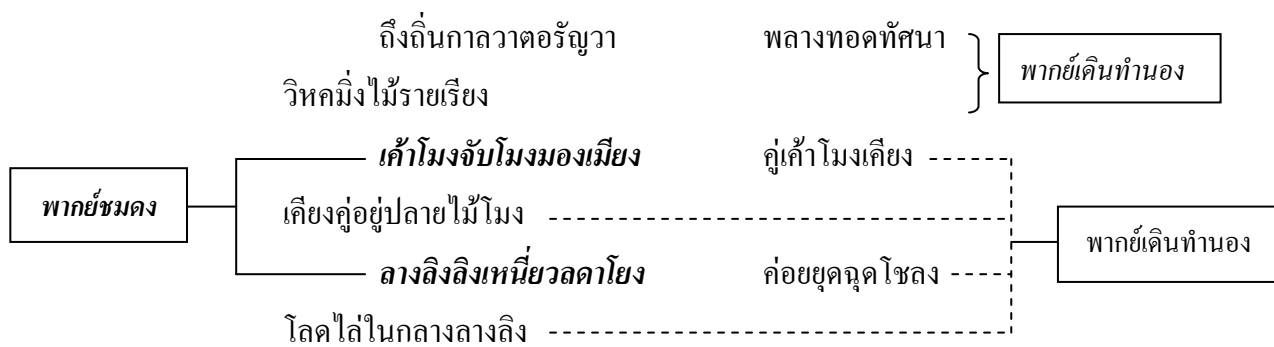 ถึงถิ่นกาลวาตอรัญวา พลางทอดทัศนา
พากย์เดินทำนอง
วิหคมิ่งไม้รายเรียง
เค้าโมงจับโมงมองเมียง คู่เค้าโมงเคียง
พากย์ชมดง
เคียงคู่อยู่ปลายไม้โมง
พากย์เดินทำนอง
ลางลิงลิงเหนี่ยวลดาโยง ค่อยยุดฉุดโชลง
โลดไล่ในกลางลางลิง